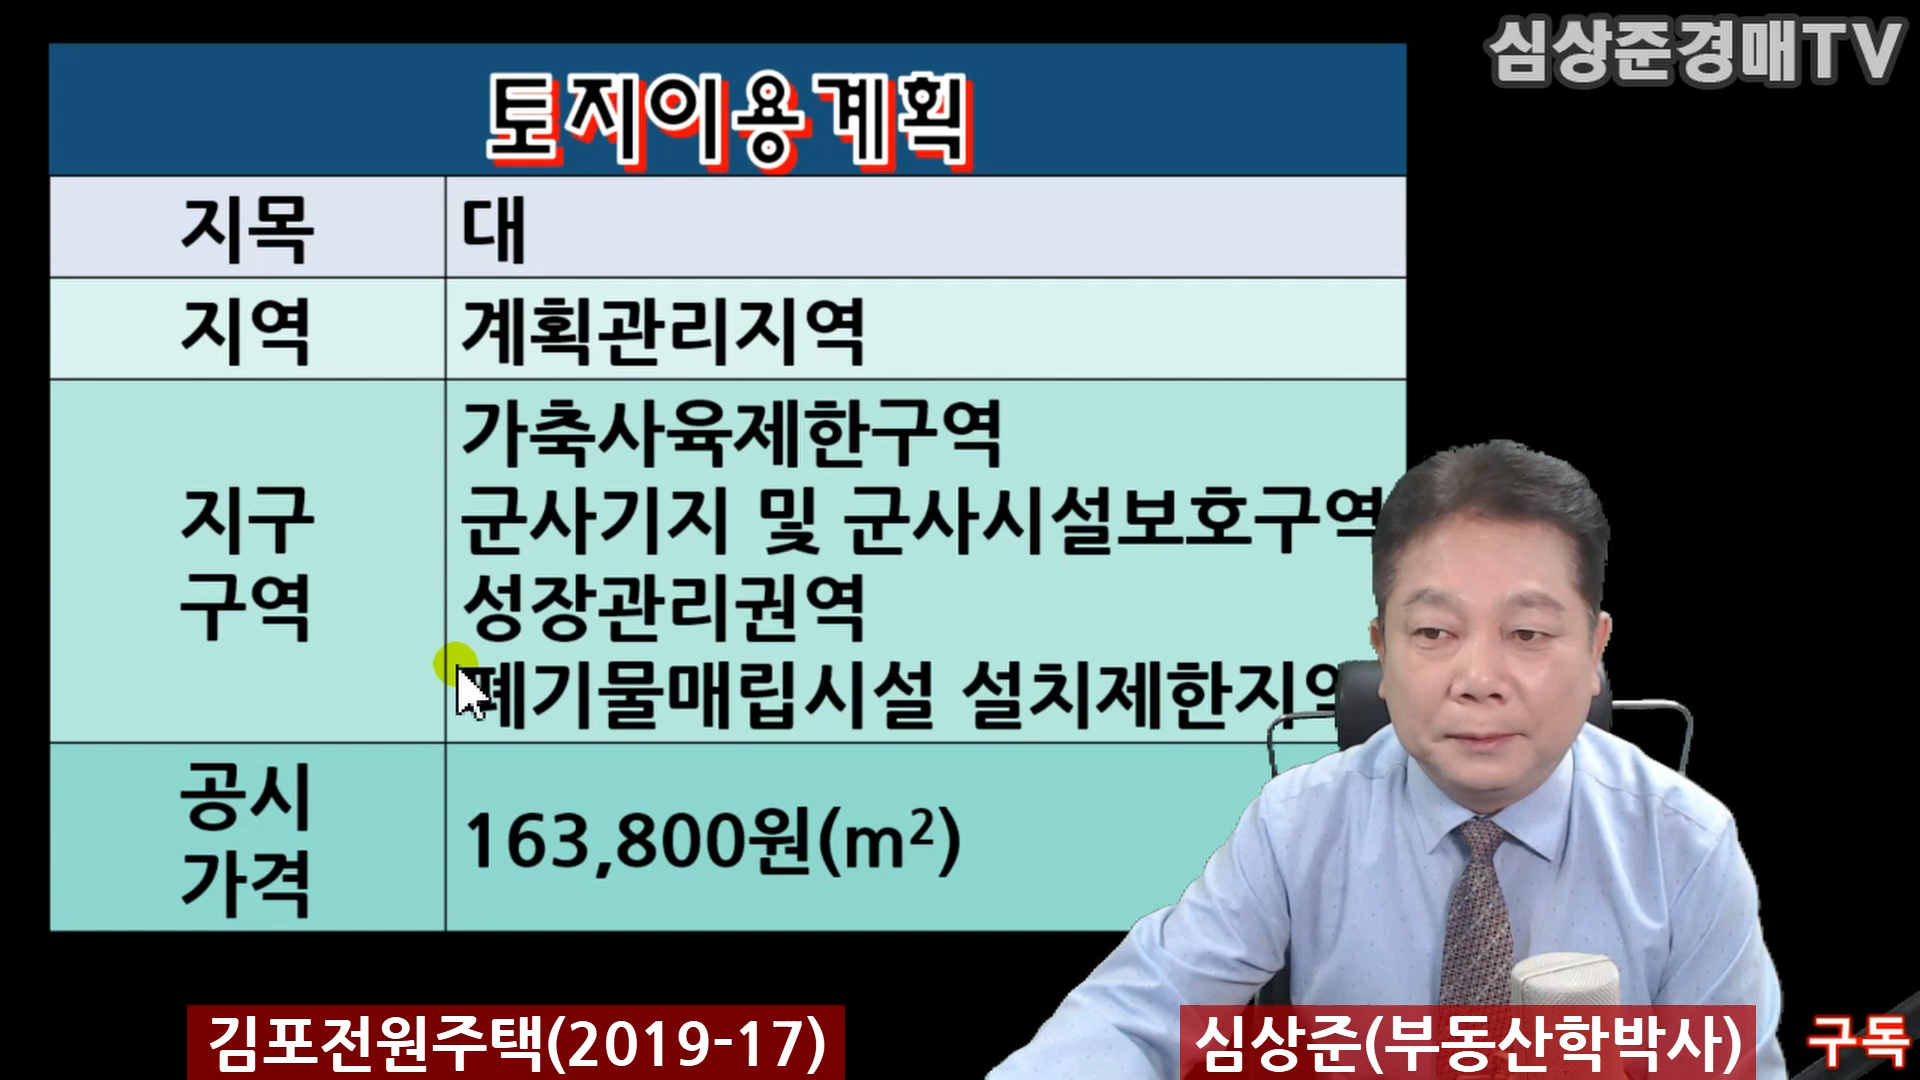 심상준경매TV
토지이용계획
지목
대
지역
계획관리지역
지구
구역
가축사육제한구역
군사기지 및 군사시설보호구역
성장관리권역
폐기물매립시설 설치제한지역
공시
가격
163,800원(m²)
김포전원주택(2019-17)
심상준(부동산학박사)
구독